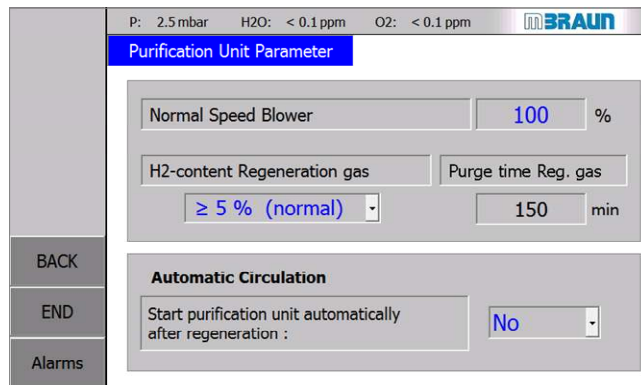 P: 2.5 mbar H2O: < 0.1 ppm O2: < 0.1 ppm mBRAUN
Purification Unit Parameter
Normal Speed Blower 100 %
H2-content Regeneration gas Purge time Reg. gas
≥ 5 % (normal) 150 min
BACK
Automatic Circulation
END
Start purification unit automatically
after regeneration : No
Alarms